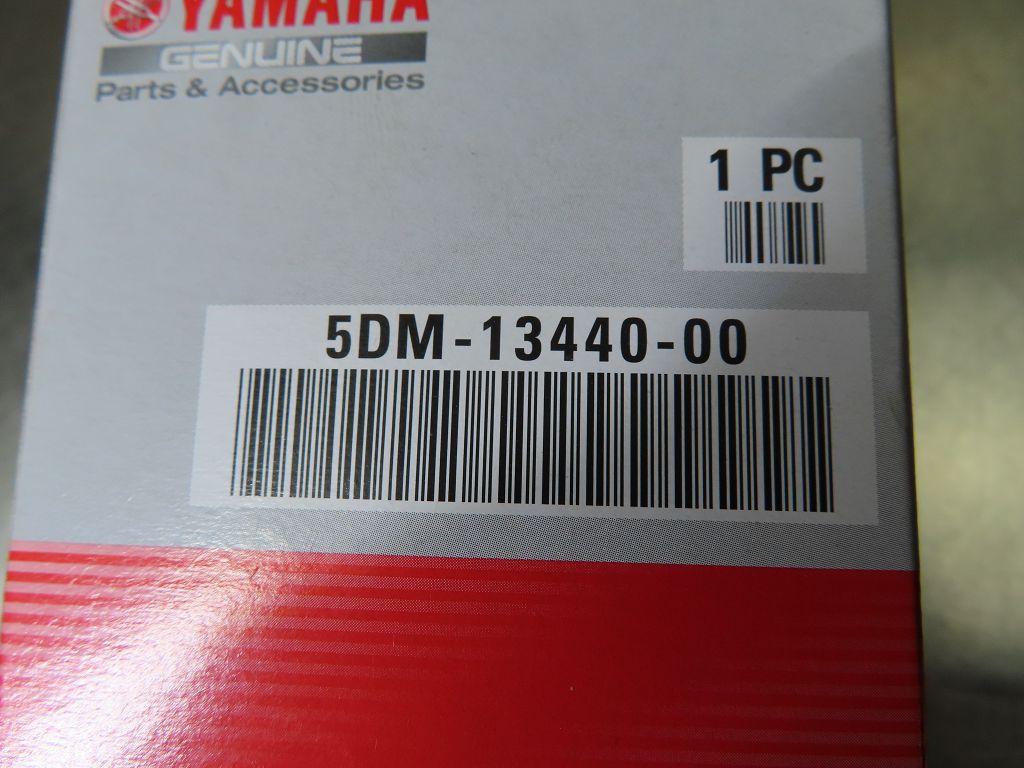 YAMAHA
GENUINE
Parts & Accessories
1 PC
5DM-13440-00